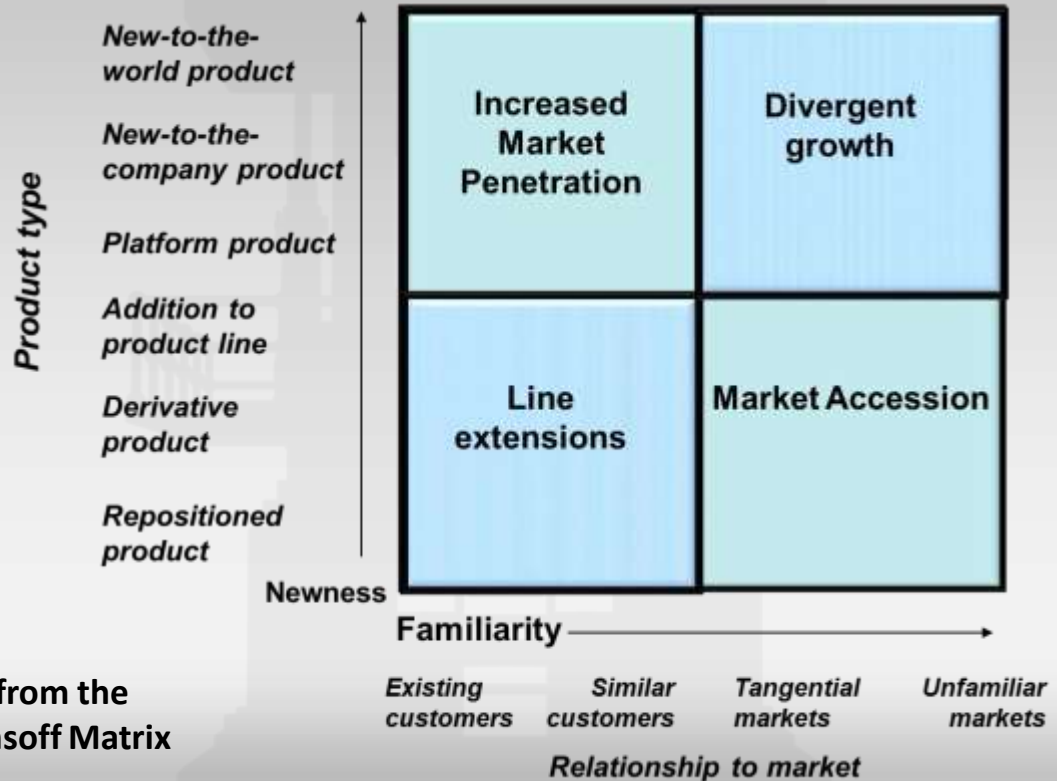 New-to-the-
world product
New-to-the-
company product
Platform product
Addition to
product line
Derivative
product
Repositioned
product
Product type
Newness
Increased
Market
Penetration
Divergent
growth
Line
extensions
Market Accession
Familiarity
Existing
customers
Similar
customers
Tangential
markets
Unfamiliar
markets
Relationship to market
from the
soff Matrix